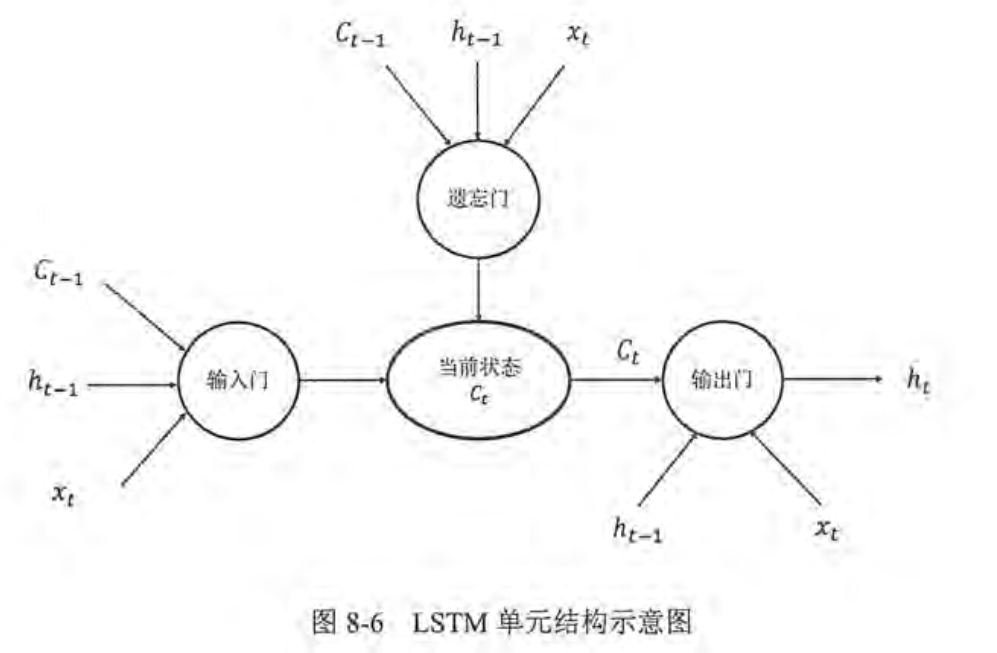 C_{t-1} h_{t-1} x_t
遗忘门
C_{t-1}
h_{t-1} 输入门 当前状态 C_t C_t 输出门 h_t
x_t
h_{t-1} x_t
图 8-6 LSTM 单元结构示意图